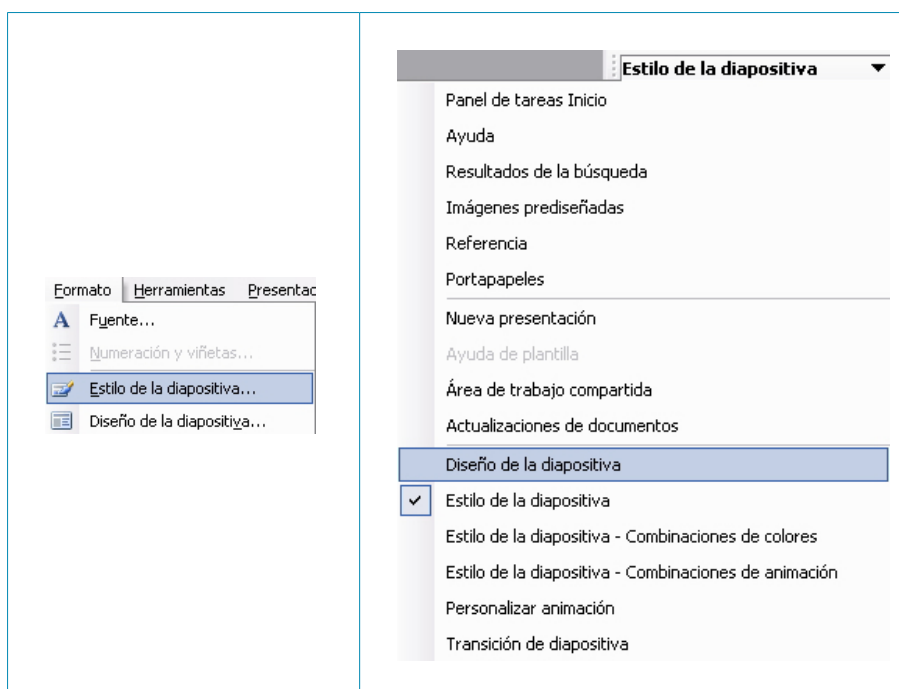 Formato Herramientas
Fuente...
Numeración y viñetas...
Estilo de la diapositiva...
Diseño de la diapositiva...
Estilo de la diapositiva
Panel de tareas Inicio
Ayuda
Resultados de la búsqueda
Imágenes prediseñadas
Referencia
Portapapeles
Nueva presentación
Ayuda de plantilla
Área de trabajo compartida
Actualizaciones de documentos
Diseño de la diapositiva
Estilo de la diapositiva
Estilo de la diapositiva - Combinaciones de colores
Estilo de la diapositiva - Combinaciones de animación
Personalizar animación
Transición de diapositiva